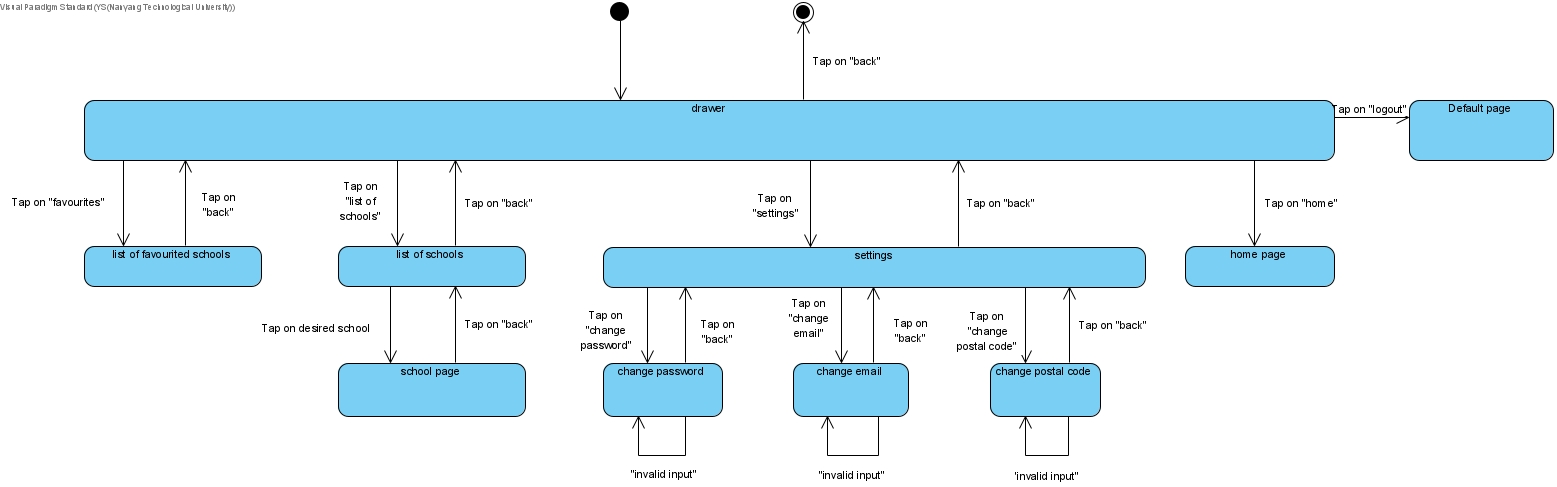 Visual Paradigm Standard(YS(Nanyang Technological University))
Tap on "back"
drawer
Tap on "logout"
Default page
Tap on "favourites"
Tap on
"back"
Tap on
"list of
schools"
Tap on "back"
Tap on
"settings"
Tap on "back"
Tap on "home"
list of favourited schools
list of schools
settings
home page
Tap on desired school
Tap on "back"
Tap on
"change
password"
Tap on
"back"
Tap on
"change
email"
Tap on
"back"
Tap on
"change
postal code"
Tap on "back"
school page
change password
change email
change postal code
"invalid input"
"invalid input"
'invalid input"